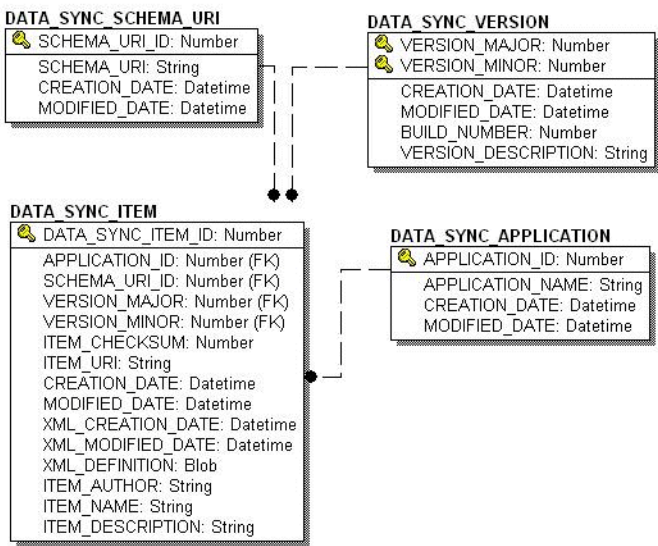 DATA_SYNC_SCHEMA_URI
SCHEMA_URI_ID: Number
SCHEMA_URI: String
CREATION_DATE: Datetime
MODIFIED_DATE: Datetime
DATA_SYNC_VERSION
VERSION_MAJOR: Number
VERSION_MINOR: Number
CREATION_DATE: Datetime
MODIFIED_DATE: Datetime
BUILD_NUMBER: Number
VERSION_DESCRIPTION: String
DATA_SYNC_ITEM
DATA_SYNC_ITEM_ID: Number
APPLICATION_ID: Number (FK)
SCHEMA_URI_ID: Number (FK)
VERSION_MAJOR: Number (FK)
VERSION_MINOR: Number (FK)
ITEM_CHECKSUM: Number
ITEM_URI: String
CREATION_DATE: Datetime
MODIFIED_DATE: Datetime
XML_CREATION_DATE: Datetime
XML_MODIFIED_DATE: Datetime
XML_DEFINITION: Blob
ITEM_AUTHOR: String
ITEM_NAME: String
ITEM_DESCRIPTION: String
DATA_SYNC_APPLICATION
APPLICATION_ID: Number
APPLICATION_NAME: String
CREATION_DATE: Datetime
MODIFIED_DATE: Datetime